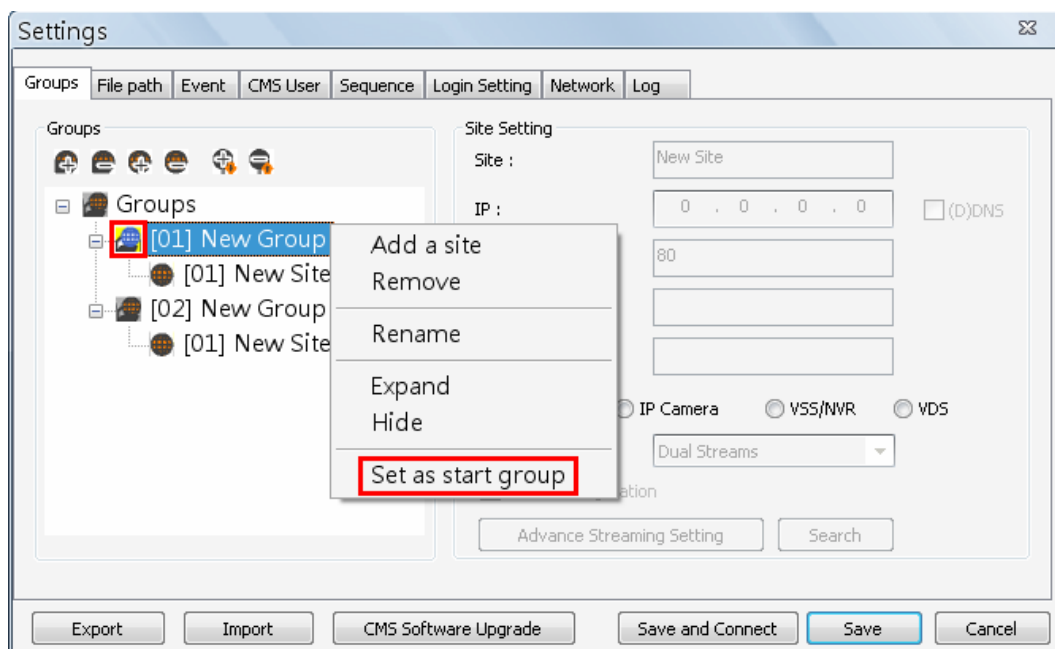 Settings
Groups File path Event CMS User Sequence Login Setting Network Log
Groups
Groups
[01] New Group
[01] New Site
[02] New Group
[01] New Site
Add a site
Remove
Rename
Expand
Hide
Set as start group
Site Setting
Site : New Site
IP : 0 . 0 . 0 . 0 (D)DNS
80
IP Camera VSS/NVR VDS
Dual Streams
Advance Streaming Setting Search
Export Import CMS Software Upgrade Save and Connect Save Cancel